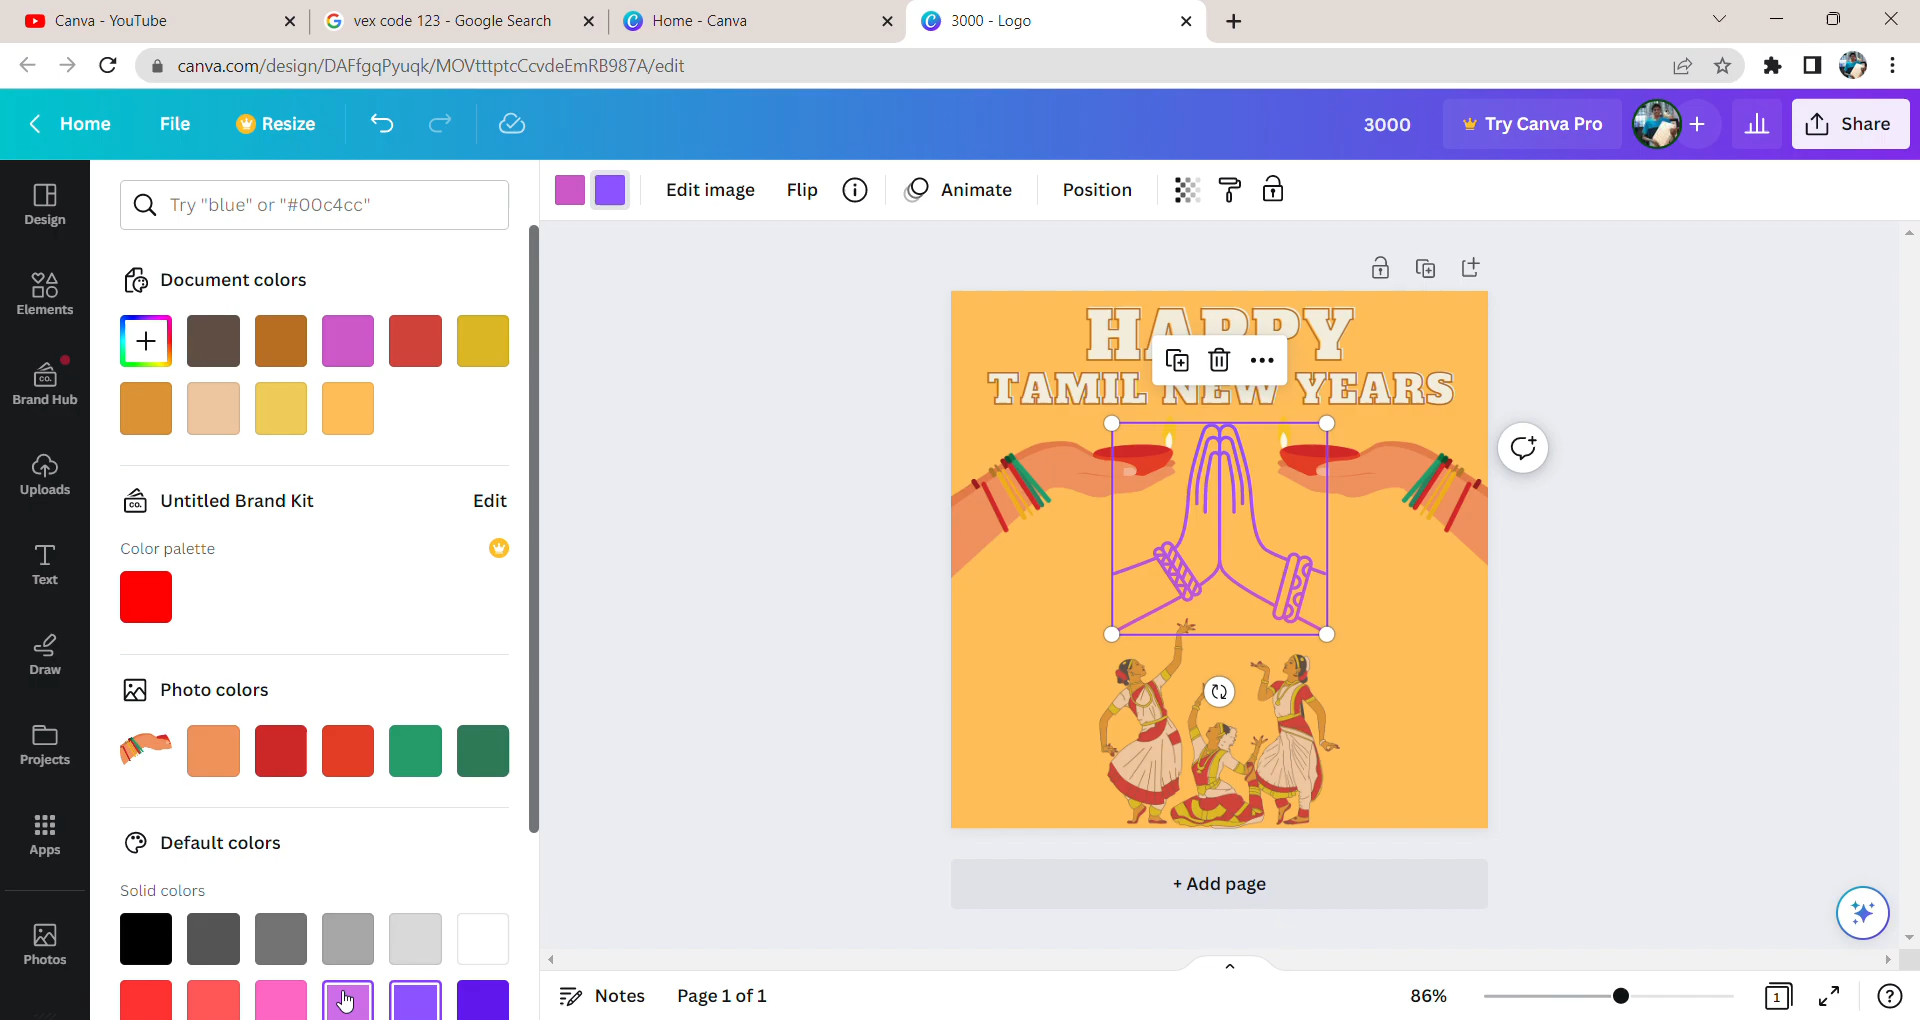 Canva - YouTube
vex code 123 - Google Search
Home - Canva
3000 - Logo
canva.com/design/DAFfgqPyuqk/MOVtttptcCcvdeEmRB987A/edit
Home
File
Resize
3000
Try Canva Pro
Share
Design
Elements
Brand Hub
Uploads
Text
Draw
Projects
Apps
Photos
Try "blue" or "#00c4cc"
Document colors
Untitled Brand Kit
Edit
Color palette
Photo colors
Default colors
Solid colors
Edit image
Flip
Animate
Position
HAPPY
TAMIL NEW YEARS
+ Add page
Notes
Page 1 of 1
86%
1